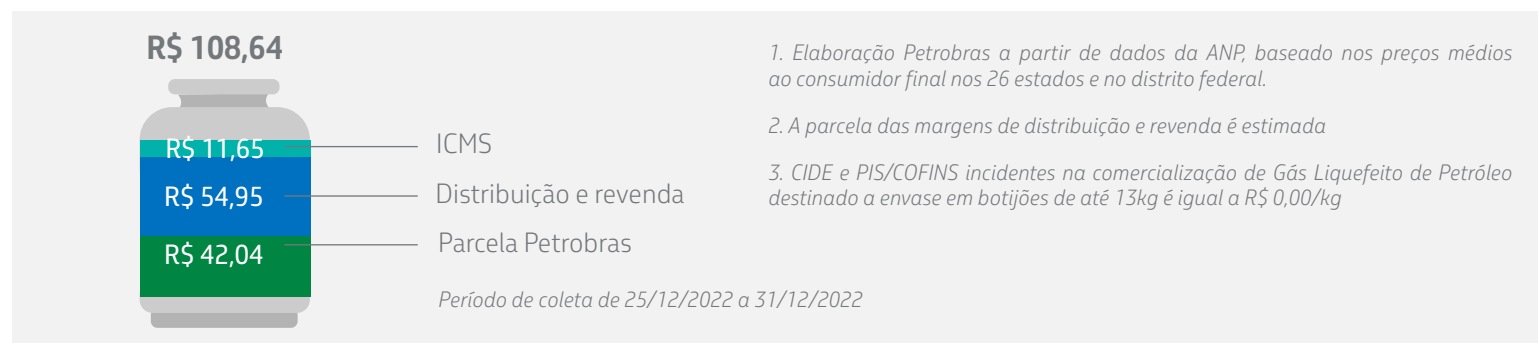 R$ 108,64
R$ 11,65
ICMS
R$ 54,95
Distribuição e revenda
R$ 42,04
Parcela Petrobras
Período de coleta de 25/12/2022 a 31/12/2022
1. Elaboração Petrobras a partir de dados da ANP, baseado nos preços médios
ao consumidor final nos 26 estados e no distrito federal.
2. A parcela das margens de distribuição e revenda é estimada
3. CIDE e PIS/COFINS incidentes na comercialização de Gás Liquefeito de Petróleo
destinado a envase em botijões de até 13kg é igual a R$ 0,00/kg